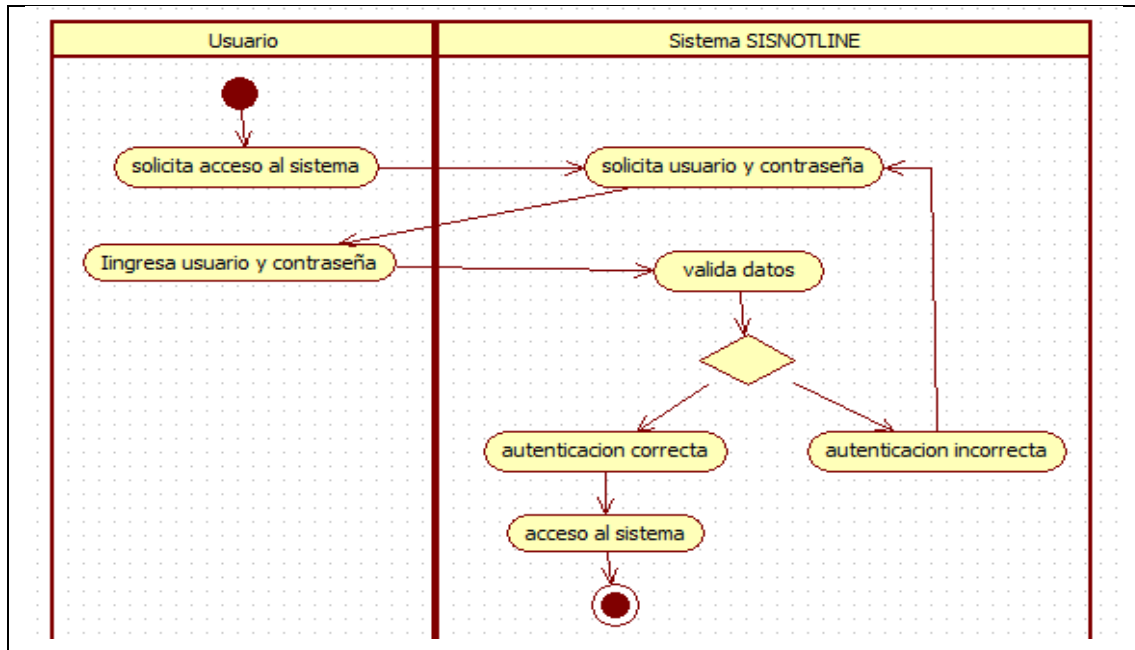 Usuario
Sistema SISNOTLINE
solicita acceso al sistema
solicita usuario y contraseña
Iingresa usuario y contraseña
valida datos
autenticacion correcta
autenticacion incorrecta
acceso al sistema